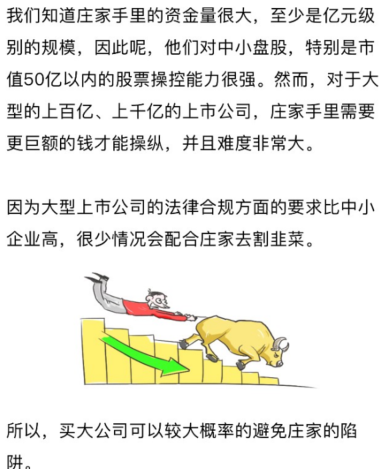 我们知道庄家手里的资金量很大，至少是亿元级
别的规模，因此呢，他们对中小盘股，特别是市
值50亿以内的股票操控能力很强。然而，对于大
型的上百亿、上千亿的上市公司，庄家手里需要
更巨额的钱才能操纵，并且难度非常大。
因为大型上市公司的法律合规方面的要求比中小
企业高，很少情况会配合庄家去割韭菜。
所以，买大公司可以较大概率的避免庄家的陷
阱。